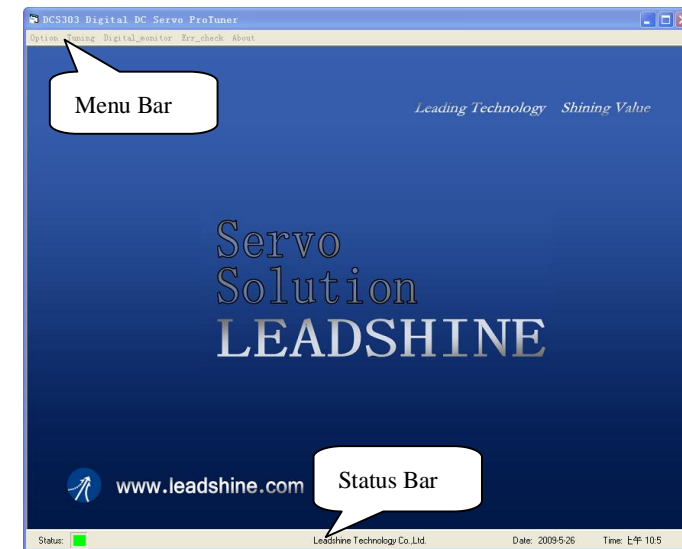 DCS303 Digital DC Servo ProTuner
Option Tuning Digital_monitor Err_check About
Menu Bar
Leading Technology Shining Value
Servo
Solution
LEADSHINE
www.leadshine.com
Status Bar
Status: Leadshine Technology Co.,Ltd. Date: 2009-5-26 Time: 上午 10:5